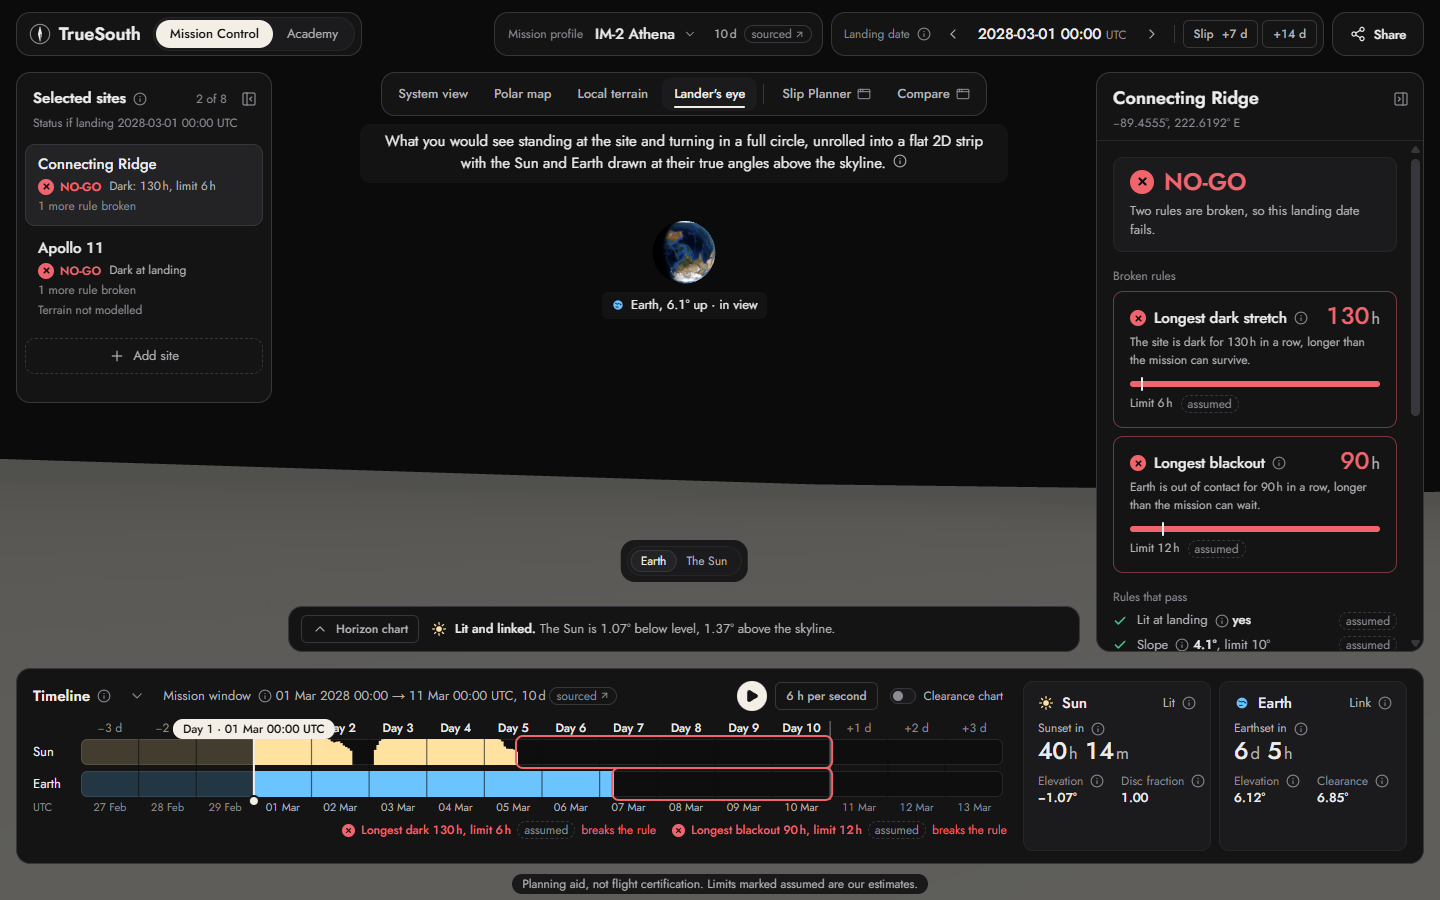 TrueSouth
Mission Control
Academy
Mission profile IM-2 Athena 10 d sourced ↗
Landing date 2028-03-01 00:00 UTC
Slip +7 d
+14 d
Share
Selected sites 2 of 8
Status if landing 2028-03-01 00:00 UTC
Connecting Ridge
NO-GO Dark: 130 h, limit 6 h
1 more rule broken
Apollo 11
NO-GO Dark at landing
1 more rule broken
Terrain not modelled
+ Add site
System view
Polar map
Local terrain
Lander's eye
Slip Planner
Compare
What you would see standing at the site and turning in a full circle, unrolled into a flat 2D strip
with the Sun and Earth drawn at their true angles above the skyline.
Earth, 6.1° up · in view
Earth
The Sun
Horizon chart
Lit and linked. The Sun is 1.07° below level, 1.37° above the skyline.
Connecting Ridge
−89.4555°, 222.6192° E
NO-GO
Two rules are broken, so this landing date
fails.
Broken rules
Longest dark stretch 130 h
The site is dark for 130 h in a row, longer than
the mission can survive.
Limit 6 h assumed
Longest blackout 90 h
Earth is out of contact for 90 h in a row, longer
than the mission can wait.
Limit 12 h assumed
Rules that pass
Lit at landing yes assumed
Slope 4.1°, limit 10° assumed
Timeline
Mission window 01 Mar 2028 00:00 → 11 Mar 00:00 UTC, 10 d sourced ↗
6 h per second
Clearance chart
−3 d −2 Day 1 · 01 Mar 00:00 UTC ay 2 Day 3 Day 4 Day 5 Day 6 Day 7 Day 8 Day 9 Day 10 +1 d +2 d +3 d
Sun
Earth
UTC 27 Feb 28 Feb 29 Feb 01 Mar 02 Mar 03 Mar 04 Mar 05 Mar 06 Mar 07 Mar 08 Mar 09 Mar 10 Mar 11 Mar 12 Mar 13 Mar
Longest dark 130 h, limit 6 h assumed breaks the rule
Longest blackout 90 h, limit 12 h assumed breaks the rule
Sun Lit
Sunset in
40 h 14 m
Elevation Disc fraction
−1.07° 1.00
Earth Link
Earthset in
6 d 5 h
Elevation Clearance
6.12° 6.85°
Planning aid, not flight certification. Limits marked assumed are our estimates.